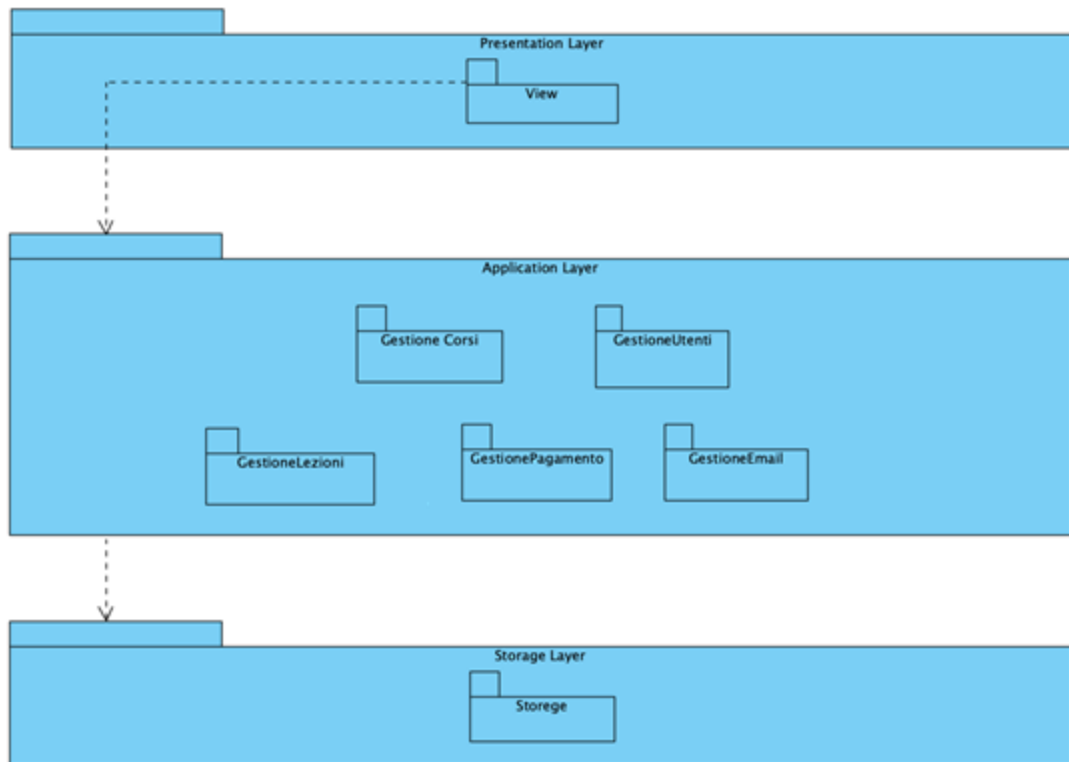 Presentation Layer
View
Application Layer
Gestione Corsi
GestioneUtenti
GestioneLezioni
GestionePagamento
GestioneEmail
Storage Layer
Storege